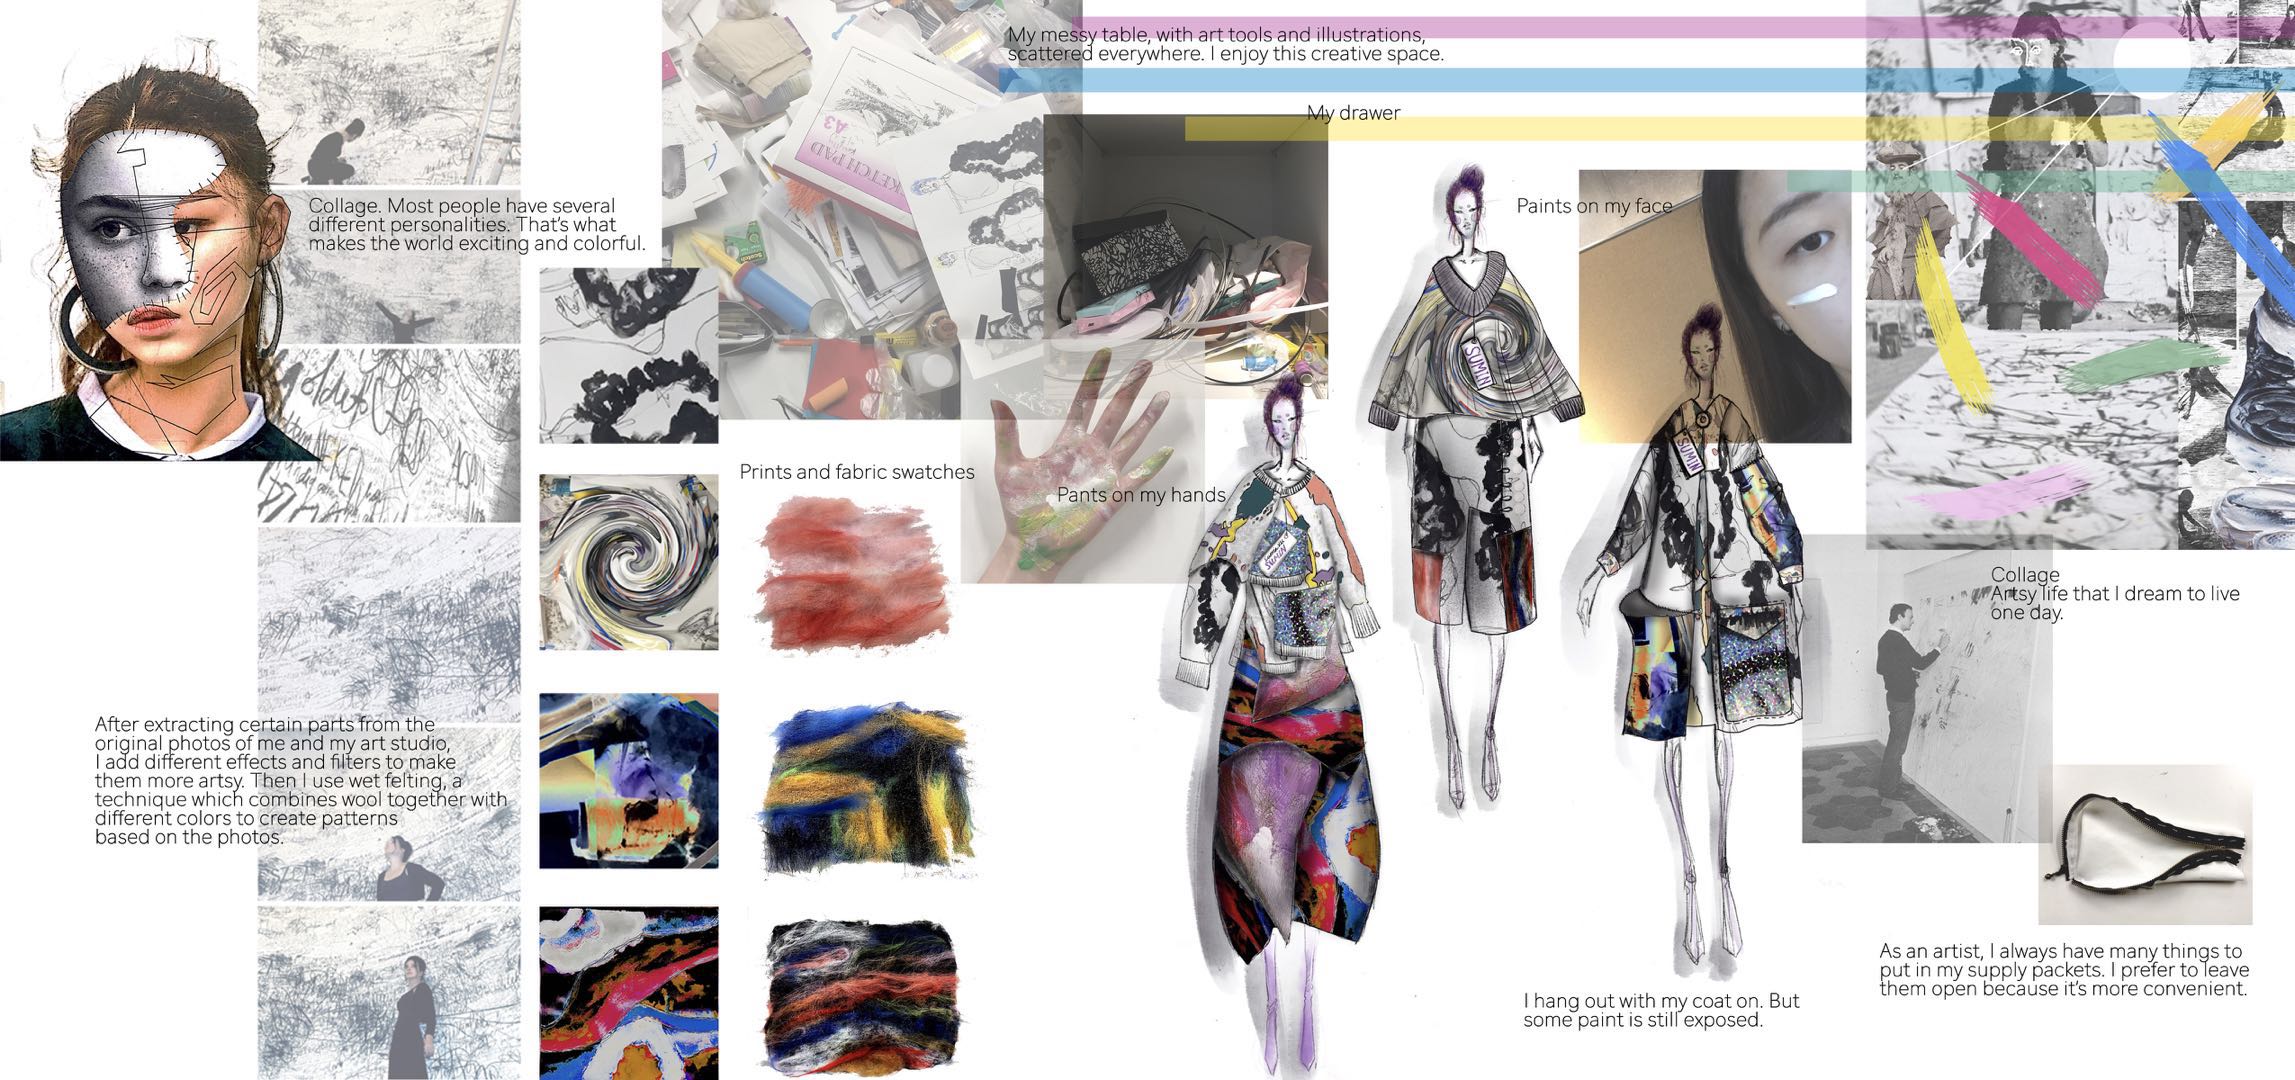 My messy table, with art tools and illustrations,
scattered everywhere. I enjoy this creative space.
My drawer
A3
SKETCH PAD
Scotch
Collage. Most people have several
different personalities. That's what
makes the world exciting and colorful.
Paints on my face
SUMIN
Prints and fabric swatches
Pants on my hands
SUMIN
SUMIN
Collage
Artsy life that I dream to live
one day.
After extracting certain parts from the
original photos of me and my art studio,
I add different effects and filters to make
them more artsy. Then I use wet felting, a
technique which combines wool together with
different colors to create patterns
based on the photos.
As an artist, I always have many things to
put in my supply packets. I prefer to leave
them open because it's more convenient.
I hang out with my coat on. But
some paint is still exposed.